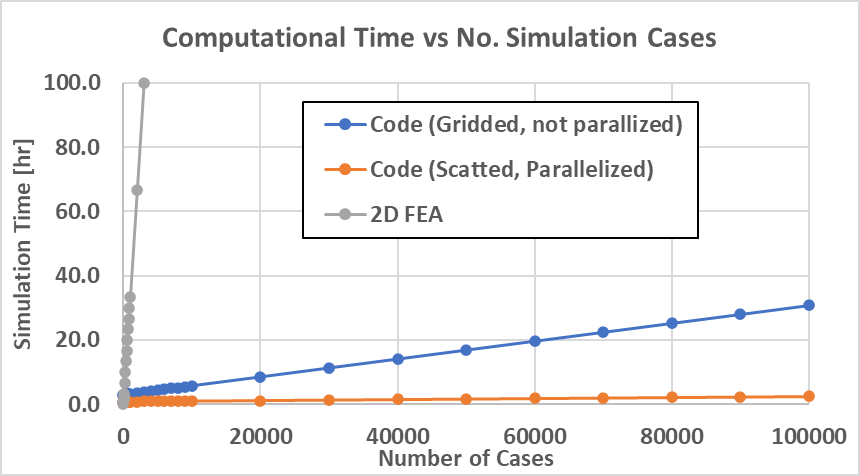 Computational Time vs No. Simulation Cases
100.0
80.0
60.0
40.0
20.0
0.0
Simulation Time [hr]
Code (Gridded, not parallized)
Code (Scatted, Parallelized)
2D FEA
0
20000
40000
60000
80000
100000
Number of Cases